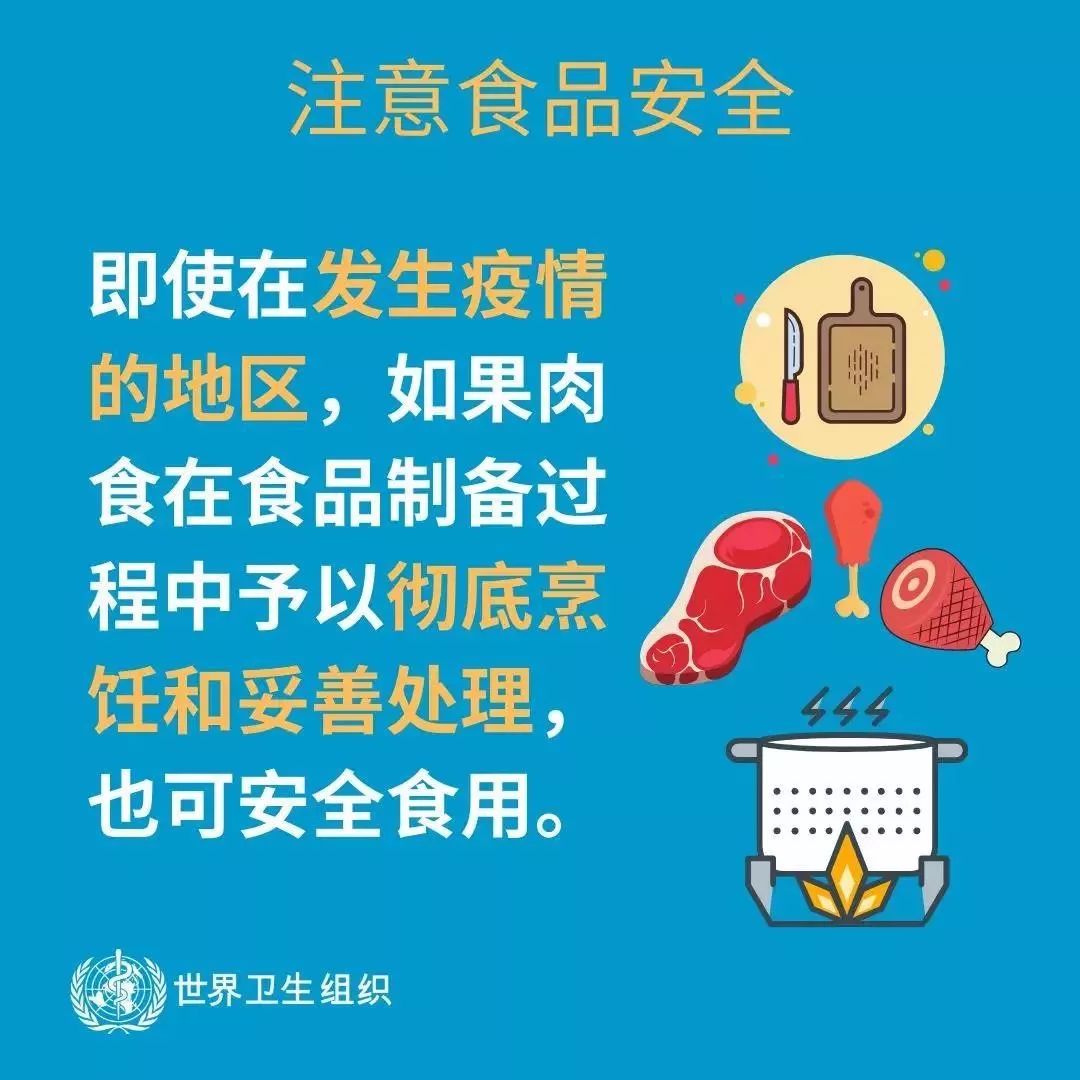 注意食品安全
即使在发生疫情
的地区，如果肉
食在食品制备过
程中予以彻底烹
饪和妥善处理，
也可安全食用。
世界卫生组织